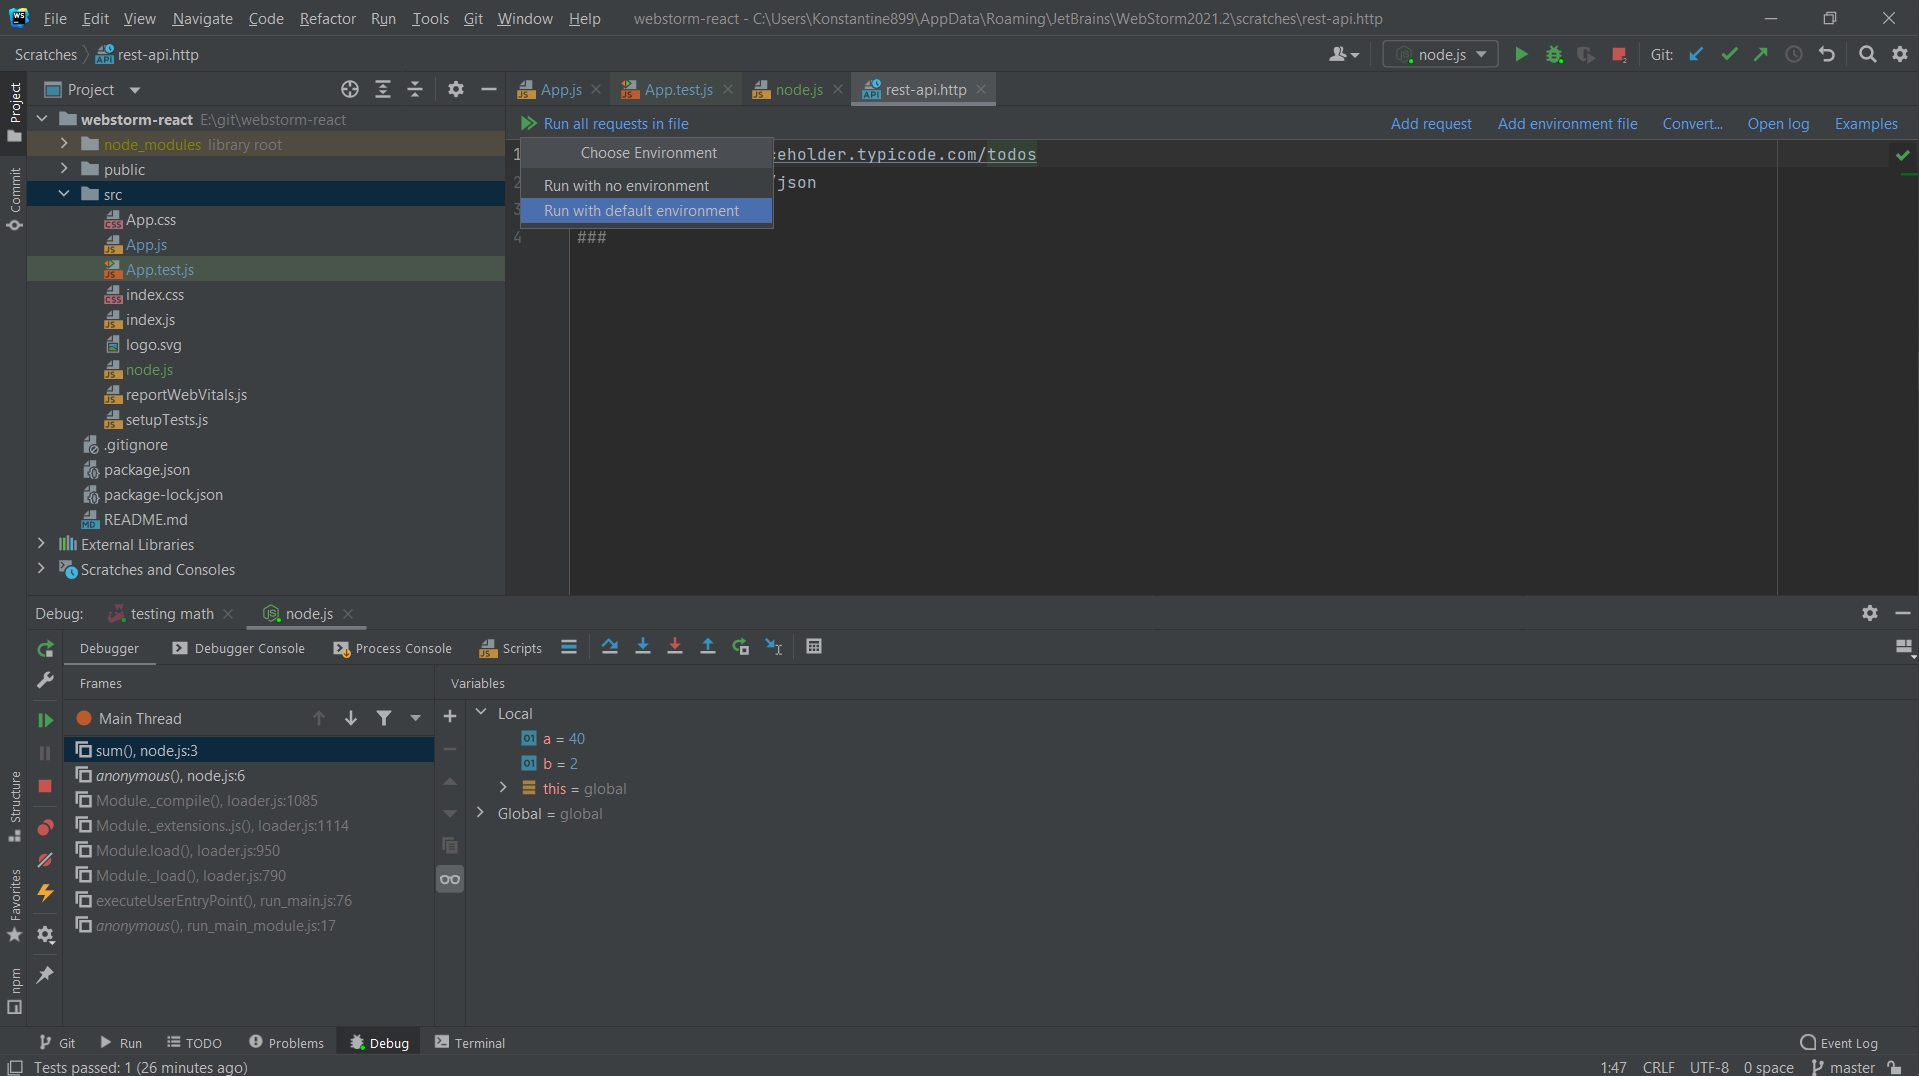 File Edit View Navigate Code Refactor Run Tools Git Window Help webstorm-react - C:\Users\Konstantine899\AppData\Roaming\JetBrains\WebStorm2021.2\scratches\rest-api.http
Scratches rest-api.http node.js Git:
Project App.js App.test.js node.js rest-api.http
Run all requests in file Add request Add environment file Convert... Open log Examples
webstorm-react E:\git\webstorm-react
node_modules library root
public
src
App.css
App.js
App.test.js
index.css
index.js
logo.svg
node.js
reportWebVitals.js
setupTests.js
.gitignore
package.json
package-lock.json
README.md
External Libraries
Scratches and Consoles
Choose Environment
Run with no environment
Run with default environment
1 eholder.typicode.com/todos
2 json
3
4 ###
Project
Commit
Structure
Favorites
npm
Debug: testing math node.js
Debugger Debugger Console Process Console Scripts
Frames Variables
Main Thread
sum(), node.js:3
anonymous(), node.js:6
Module._compile(), loader.js:1085
Module._extensions..js(), loader.js:1114
Module.load(), loader.js:950
Module._load(), loader.js:790
executeUserEntryPoint(), run_main.js:76
anonymous(), run_main_module.js:17
Local
a = 40
b = 2
this = global
Global = global
Git Run TODO Problems Debug Terminal Event Log
Tests passed: 1 (26 minutes ago) 1:47 CRLF UTF-8 0 space master